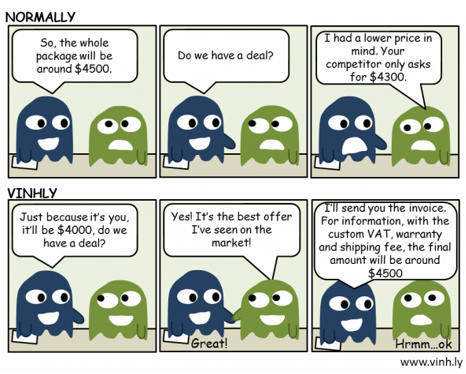 NORMALLY
So, the whole
package will be
around $4500.
Do we have a deal?
I had a lower price in
mind. Your
competitor only asks
for $4300.
VINHLY
Just because it's you,
it'll be $4000, do we
have a deal?
Yes! It's the best offer
I've seen on the
market!
Great!
I'll send you the invoice.
For information, with the
custom VAT, warranty
and shipping fee, the final
amount will be around
$4500
Hrmm...ok
www.vinh.ly